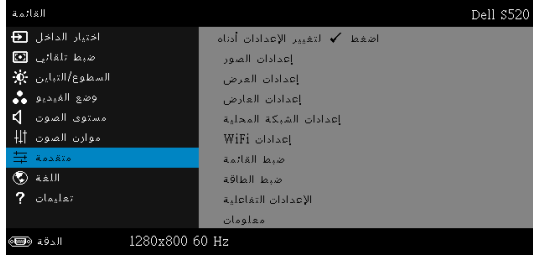 القائمة
Dell S520
اختيار الداخل
ضبط تلقائي
السطوع/التباين
وضع الفيديو
مستوى الصوت
موازن الصوت
متقدمة
اللغة
تعليمات
اضغط ✓ لتغيير الإعدادات أدناه
إعدادات الصور
إعدادات العرض
إعدادات العارض
إعدادات الشبكة المحلية
إعدادات WiFi
ضبط القائمة
ضبط الطاقة
الإعدادات التفاعلية
معلومات
الدقة 1280x800 60 Hz